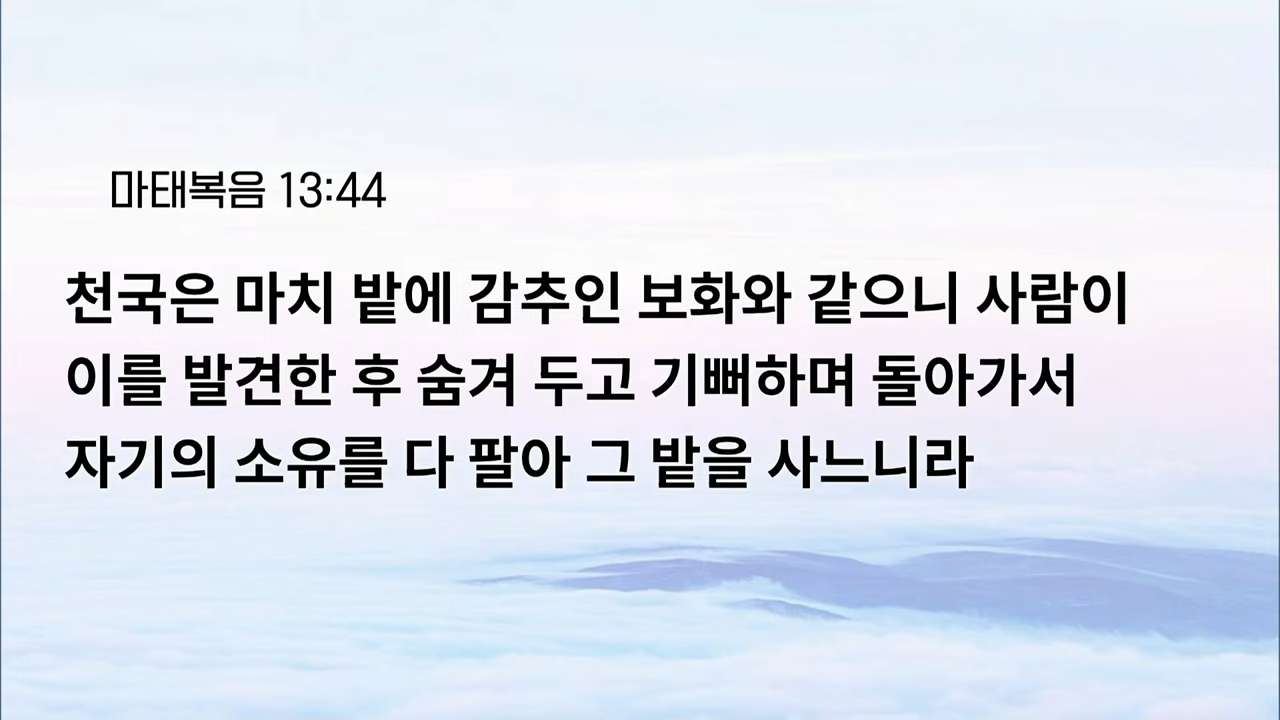 마태복음 13:44
천국은 마치 밭에 감추인 보화와 같으니 사람이
이를 발견한 후 숨겨 두고 기뻐하며 돌아가서
자기의 소유를 다 팔아 그 밭을 사느니라